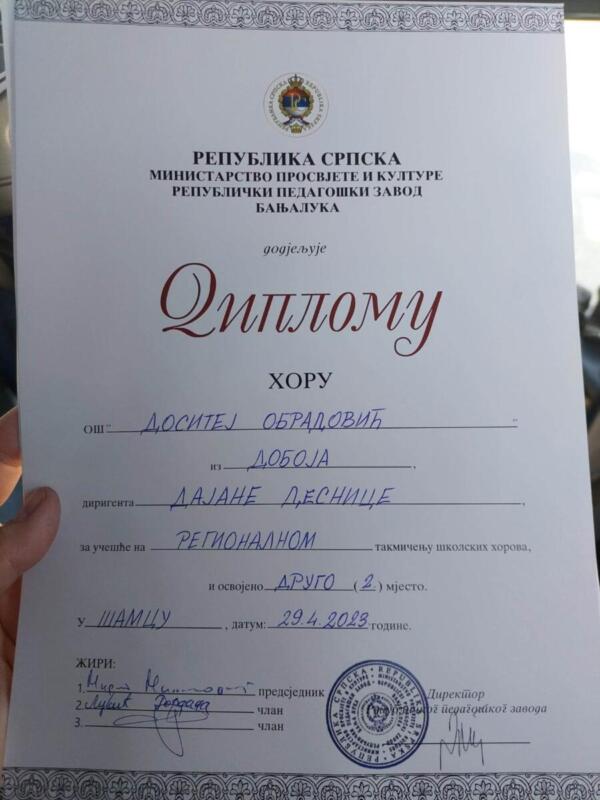 РЕПУБЛИКА СРПСКА
МИНИСТАРСТВО ПРОСВЈЕТЕ И КУЛТУРЕ
РЕПУБЛИЧКИ ПЕДАГОШКИ ЗАВОД
БАЊАЛУКА
додјељује
Диплому
ХОРУ
ОШ " ДОСИТЕЈ ОБРАДОВИЋ "
из ДОБОЈА ,
диригента ДАЈАНЕ ДЕСНИЦЕ ,
за учешће на РЕГИОНАЛНОМ такмичењу школских хорова,
и освојено ДРУГО ( 2. ) мјесто.
У ШАМЦУ , датум: 29.4.2023 године.
ЖИРИ:
1. предсједник
2. Гордана члан
3. члан
Директор
педагошког завода